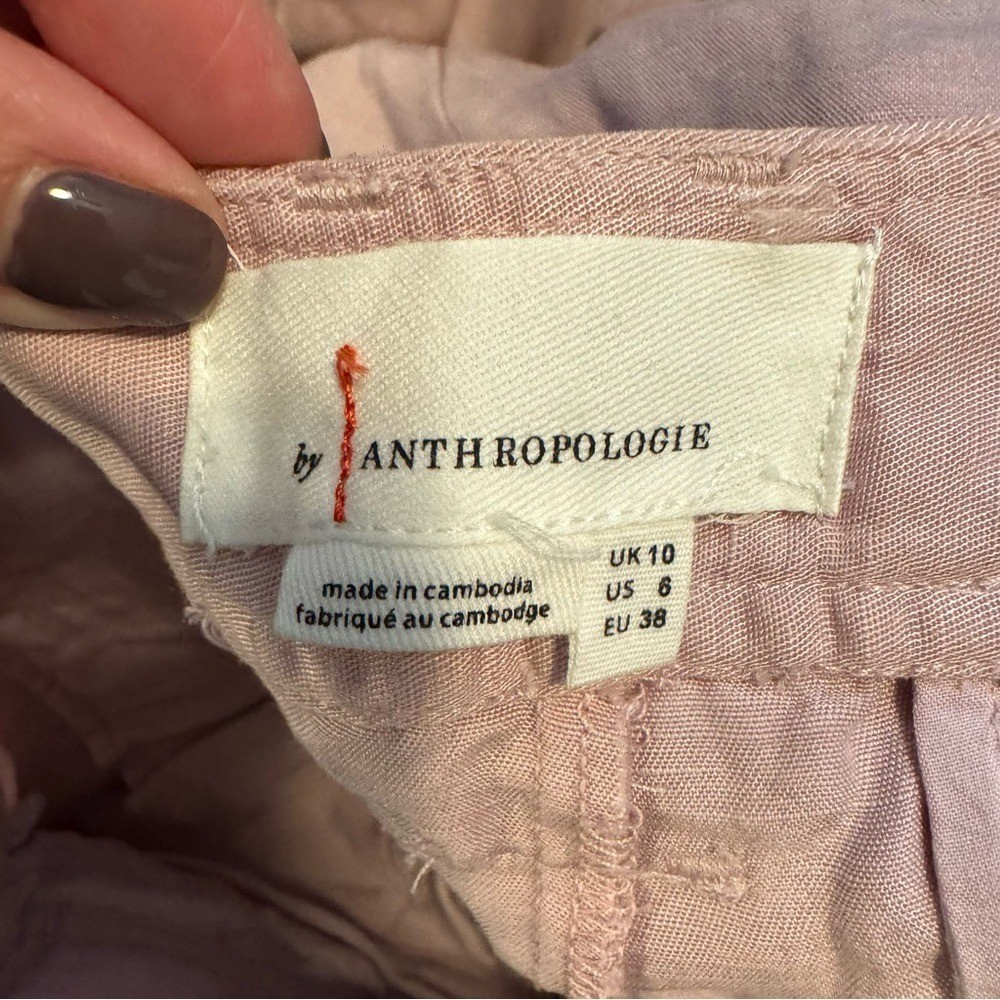 by ANTHROPOLOGIE
made in cambodia
fabriqué au cambodge
UK 10
US 6
EU 38